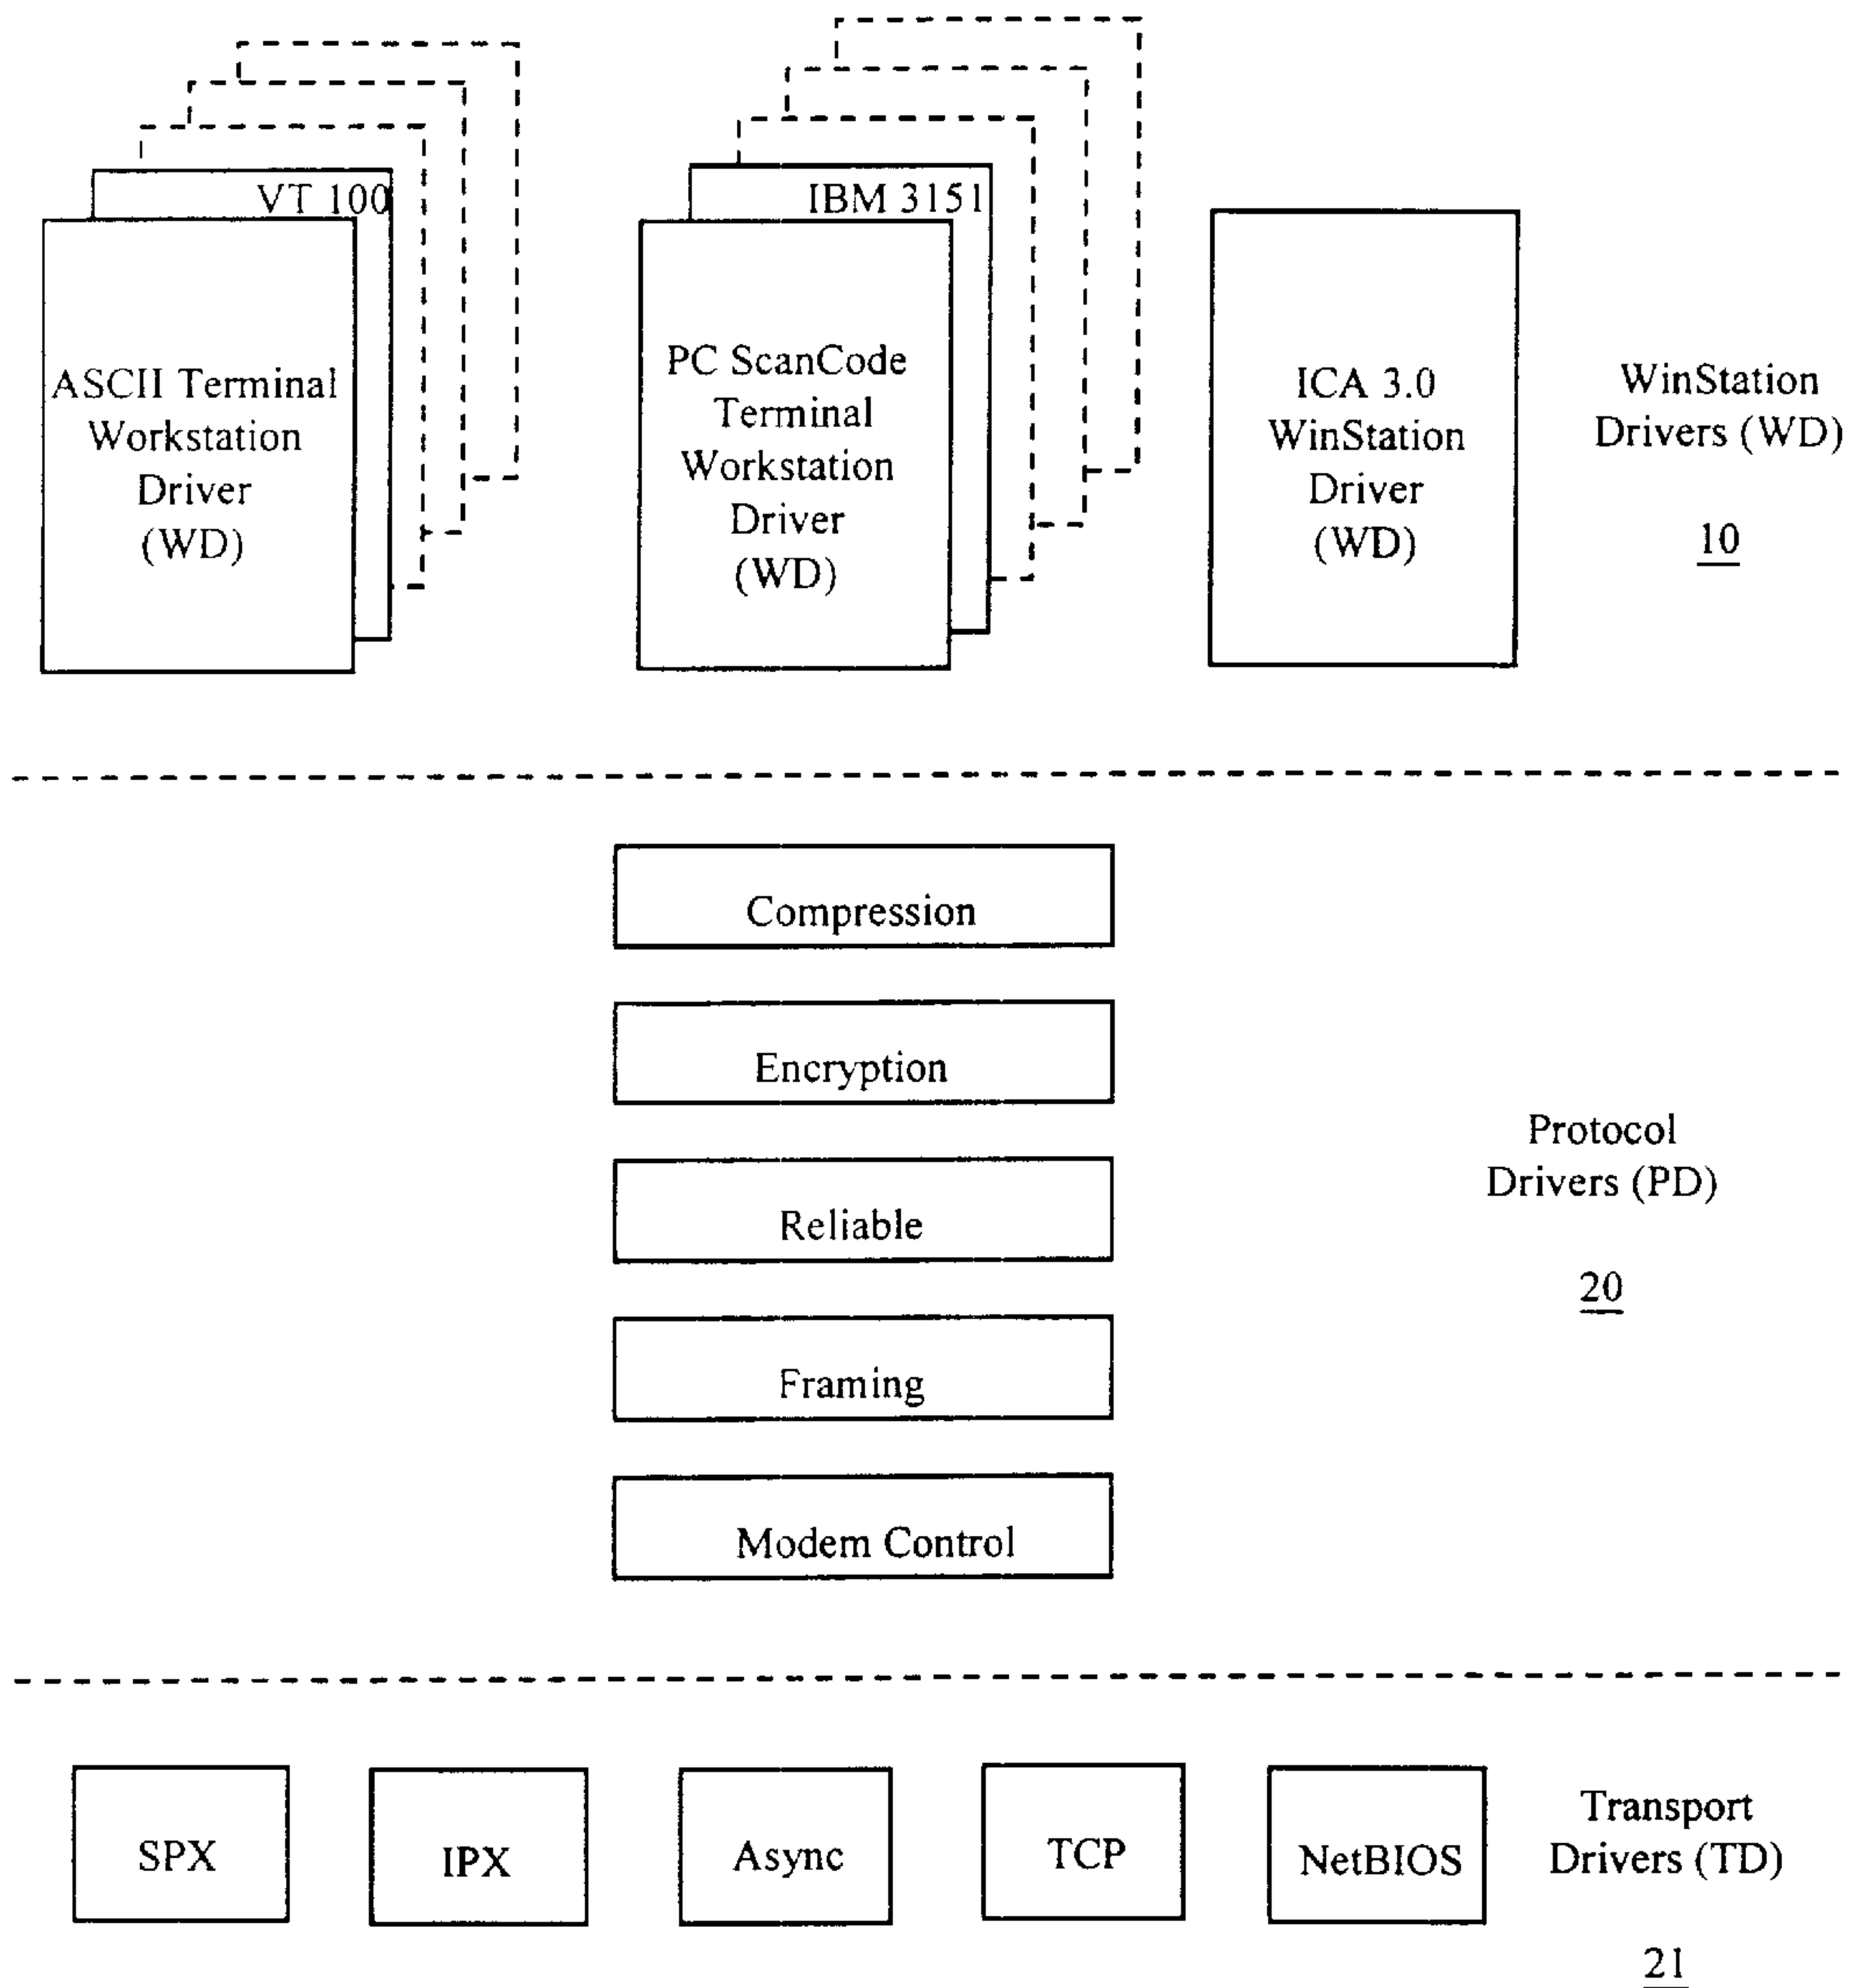 VT 100
ASCII Terminal
Workstation
Driver
(WD)
IBM 3151
PC ScanCode
Terminal
Workstation
Driver
(WD)
ICA 3.0
WinStation
Driver
(WD)
WinStation
Drivers (WD)
10
Compression
Encryption
Reliable
Framing
Modem Control
Protocol
Drivers (PD)
20
SPX
IPX
Async
TCP
NetBIOS
Transport
Drivers (TD)
21